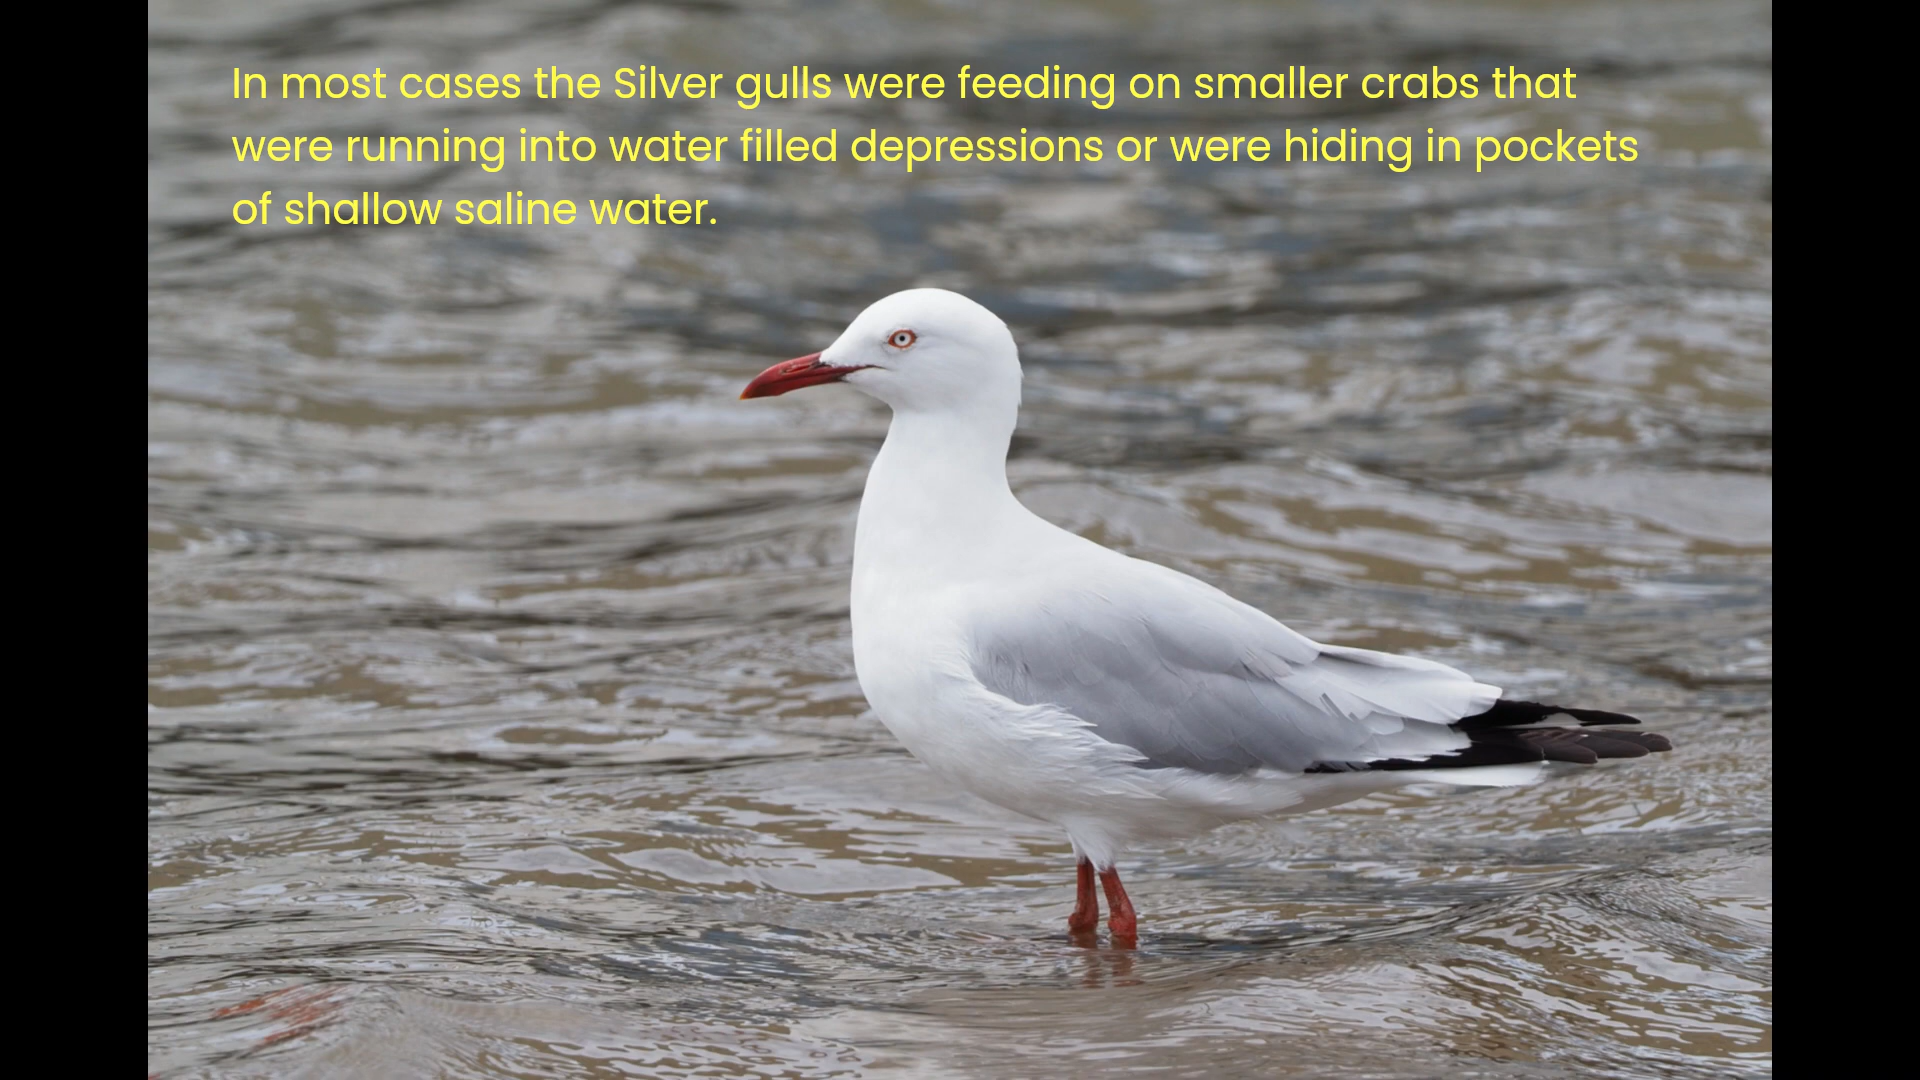 In most cases the Silver gulls were feeding on smaller crabs that
were running into water filled depressions or were hiding in pockets
of shallow saline water.